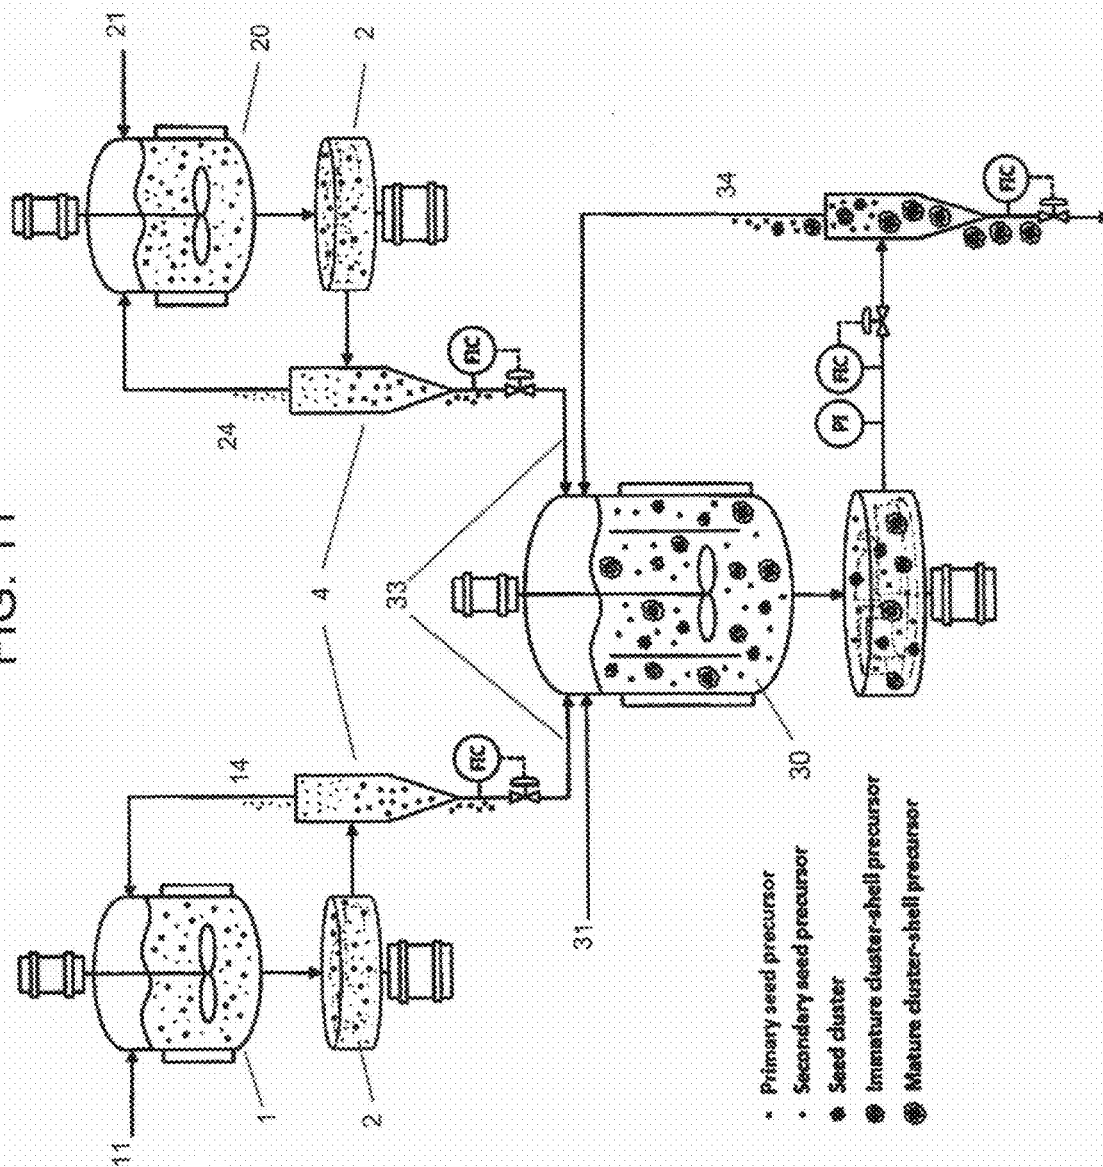 FIG. 11
11
1
2
14
4
33
24
21
20
2
FIC
FIC
31
30
PI
FIC
34
FIC
Primary seed precursor
Secondary seed precursor
Seed cluster
Immature cluster-shell precursor
Mature cluster-shell precursor